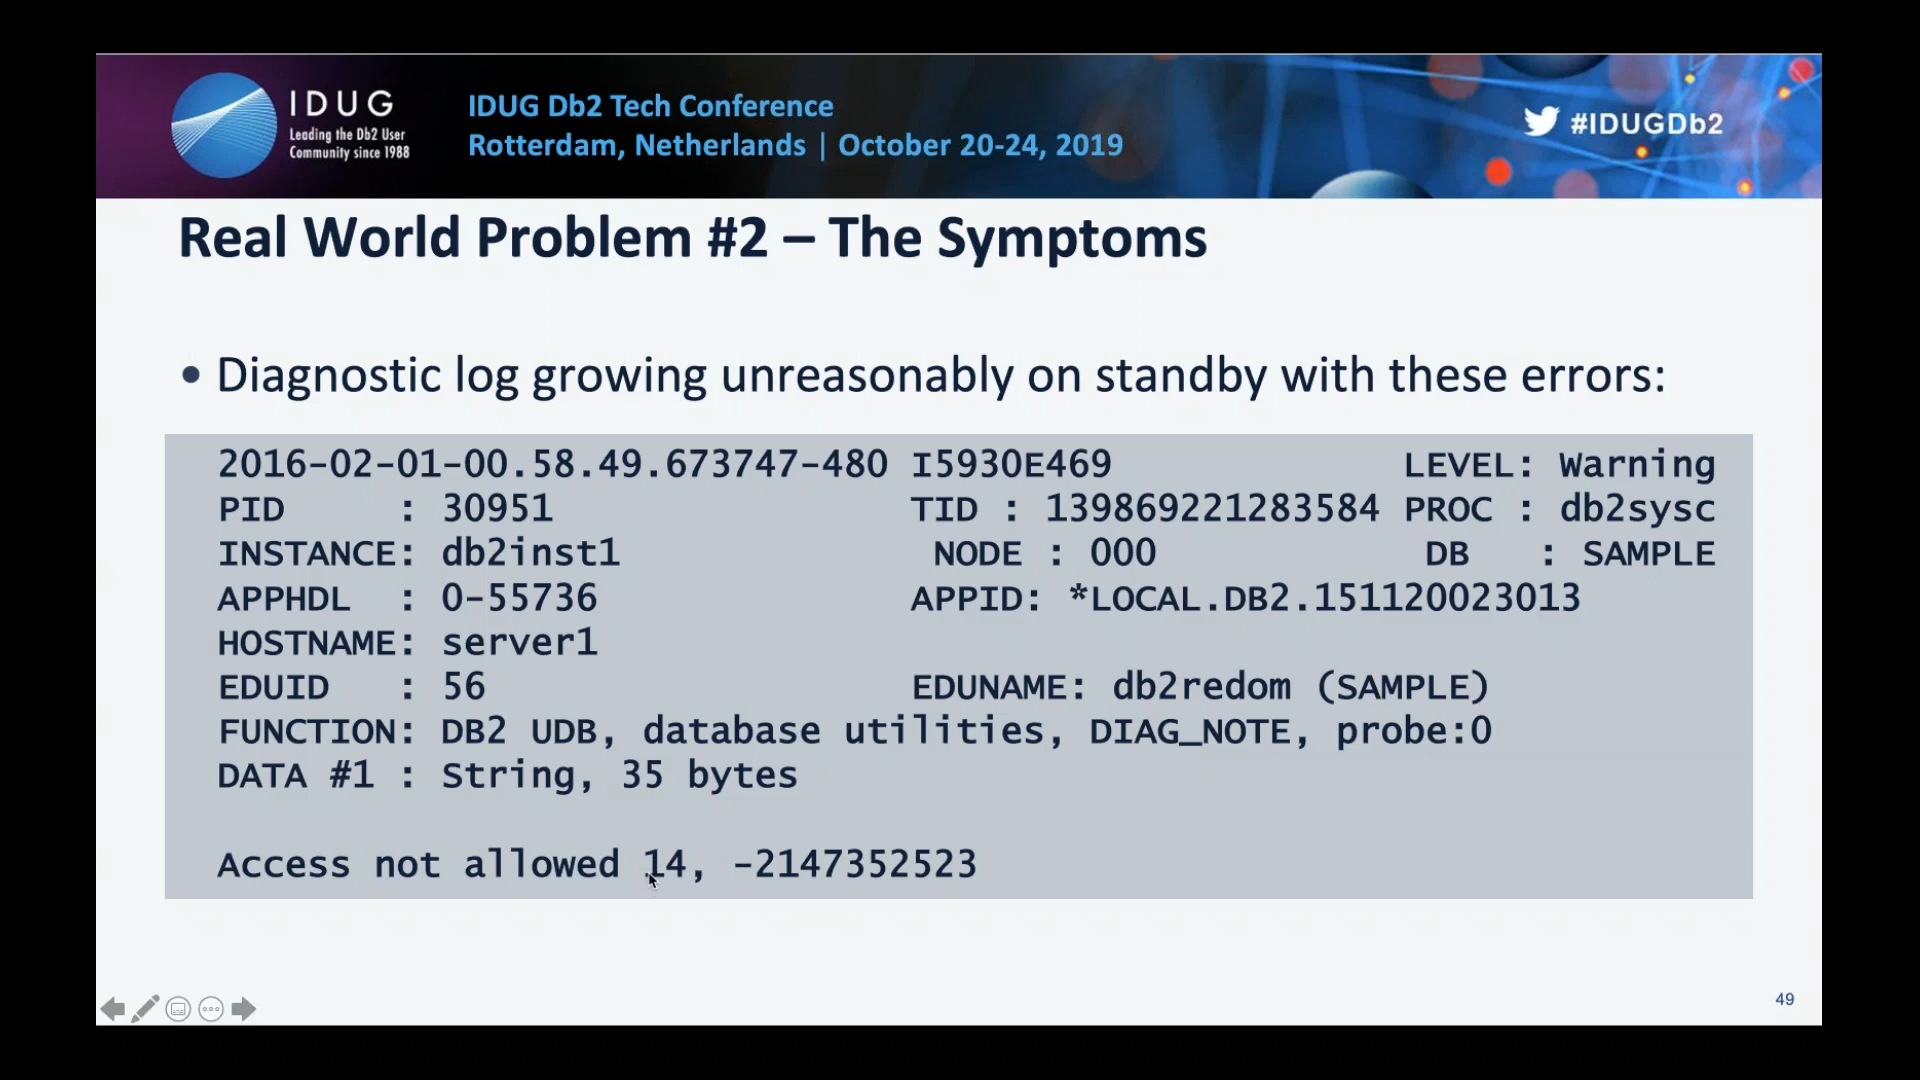 IDUG
Leading the Db2 User
Community since 1988
IDUG Db2 Tech Conference
Rotterdam, Netherlands | October 20-24, 2019
#IDUGDb2
Real World Problem #2 – The Symptoms
• Diagnostic log growing unreasonably on standby with these errors:
2016-02-01-00.58.49.673747-480 I5930E469 LEVEL: Warning
PID : 30951 TID : 139869221283584 PROC : db2sysc
INSTANCE: db2inst1 NODE : 000 DB : SAMPLE
APPHDL : 0-55736 APPID: *LOCAL.DB2.151120023013
HOSTNAME: server1
EDUID : 56 EDUNAME: db2redom (SAMPLE)
FUNCTION: DB2 UDB, database utilities, DIAG_NOTE, probe:0
DATA #1 : String, 35 bytes
Access not allowed 14, -2147352523
49